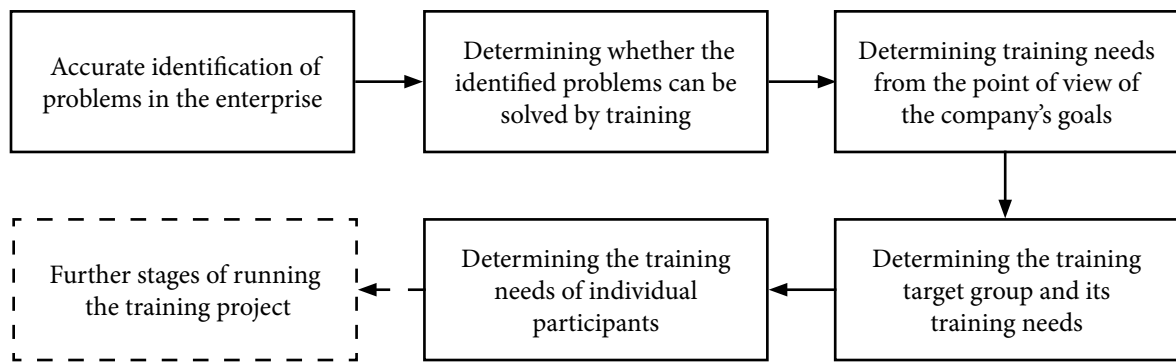 Accurate identification of
problems in the enterprise
Determining whether the
identified problems can be
solved by training
Determining training needs
from the point of view of
the company's goals
Determining the training
target group and its
training needs
Determining the training
needs of individual
participants
Further stages of running
the training project